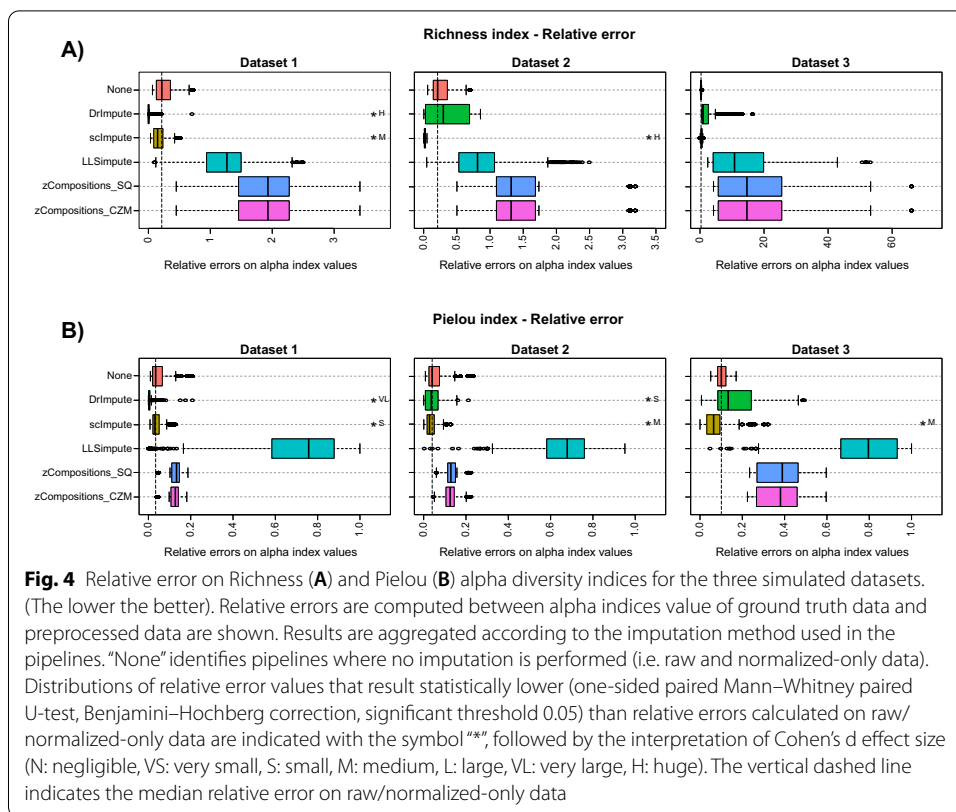 A)
Richness index - Relative error
Dataset 1
Dataset 2
Dataset 3
None
DrImpute
scImpute
LLSimpute
zCompositions_SQ
zCompositions_CZM
* H
* M
* H
0 1 2 3
0.0 0.5 1.0 1.5 2.0 2.5 3.0 3.5
0 20 40 60
Relative errors on alpha index values
Relative errors on alpha index values
Relative errors on alpha index values
B)
Pielou index - Relative error
Dataset 1
Dataset 2
Dataset 3
None
DrImpute
scImpute
LLSimpute
zCompositions_SQ
zCompositions_CZM
* VL
* S
* S
* M
* M
0.0 0.2 0.4 0.6 0.8 1.0
0.0 0.2 0.4 0.6 0.8 1.0
0.0 0.2 0.4 0.6 0.8 1.0
Relative errors on alpha index values
Relative errors on alpha index values
Relative errors on alpha index values
Fig. 4 Relative error on Richness (A) and Pielou (B) alpha diversity indices for the three simulated datasets.
(The lower the better). Relative errors are computed between alpha indices value of ground truth data and
preprocessed data are shown. Results are aggregated according to the imputation method used in the
pipelines. “None” identifies pipelines where no imputation is performed (i.e. raw and normalized-only data).
Distributions of relative error values that result statistically lower (one-sided paired Mann–Whitney paired
U-test, Benjamini–Hochberg correction, significant threshold 0.05) than relative errors calculated on raw/
normalized-only data are indicated with the symbol “*”, followed by the interpretation of Cohen’s d effect size
(N: negligible, VS: very small, S: small, M: medium, L: large, VL: very large, H: huge). The vertical dashed line
indicates the median relative error on raw/normalized-only data